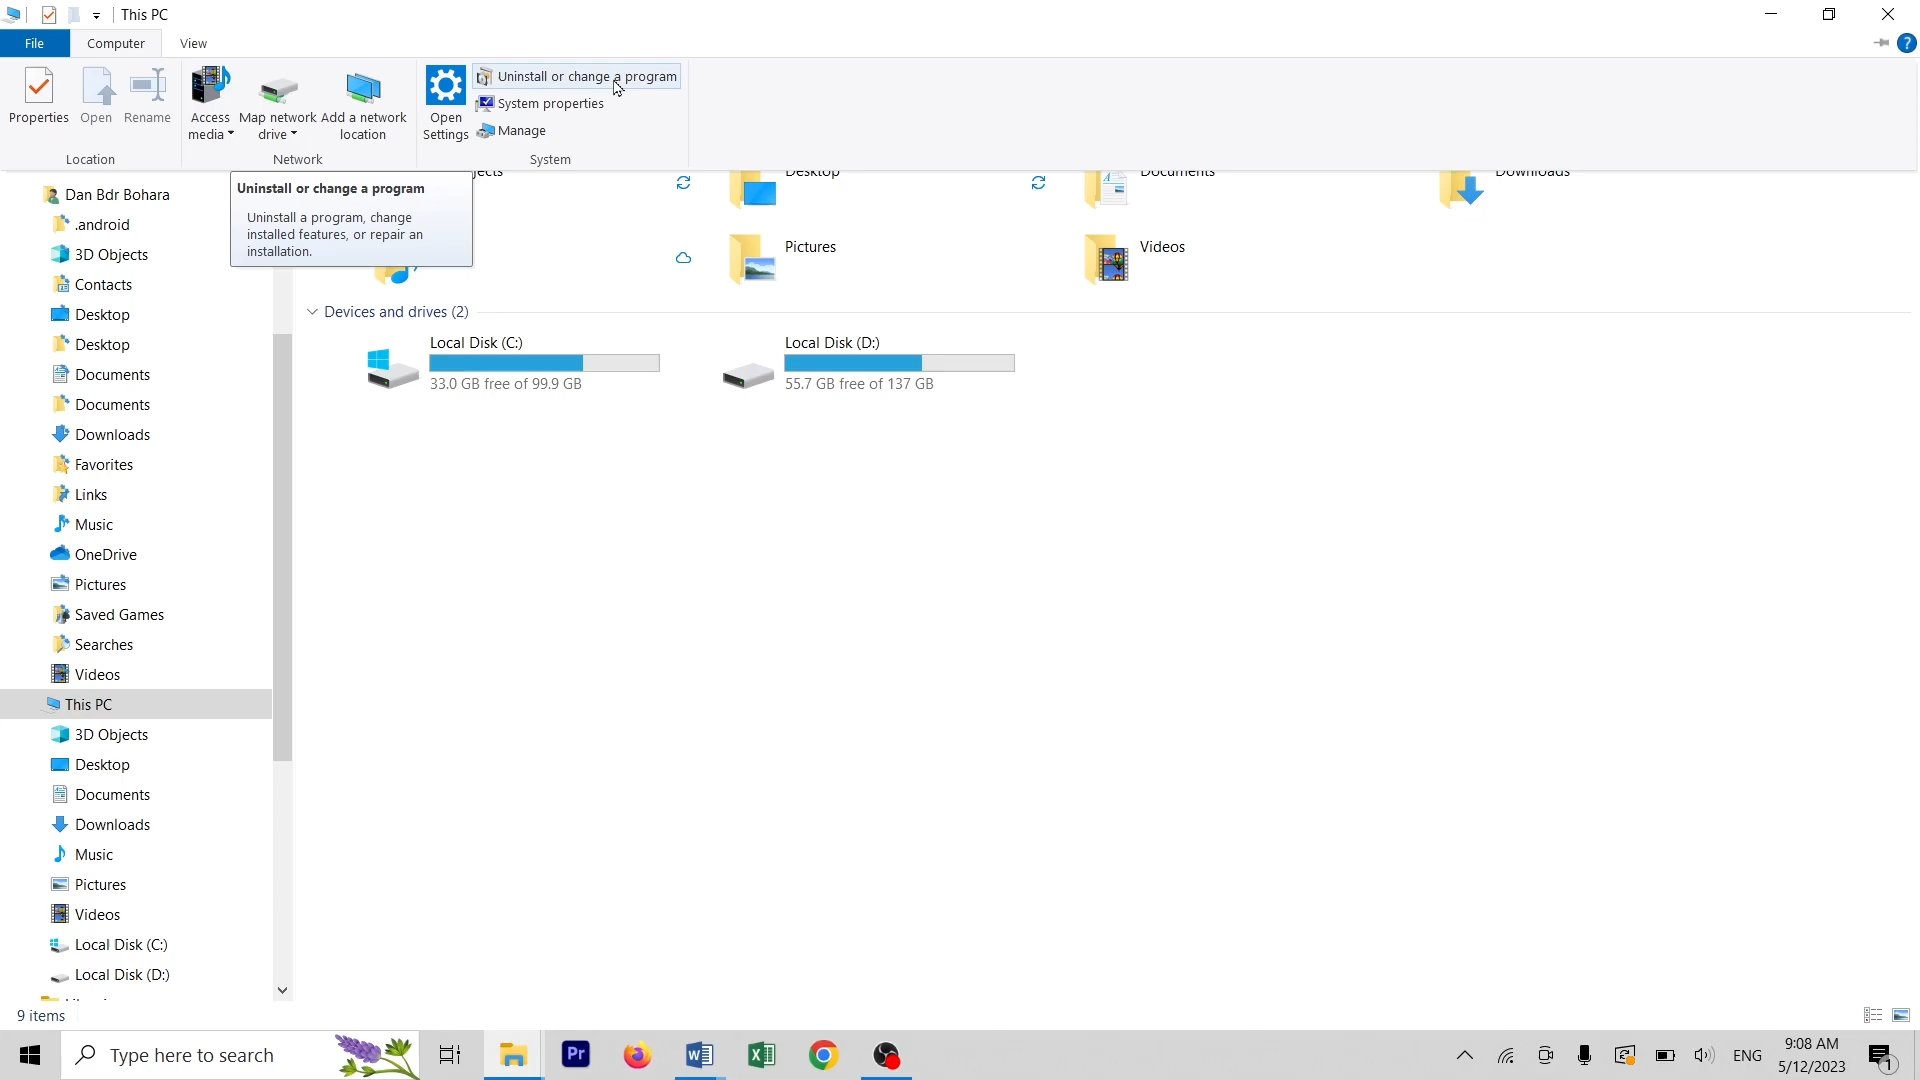 This PC
File
Computer
View
?
Properties
Open
Rename
Access
media
Map network
drive
Add a network
location
Open
Settings
Uninstall or change a program
System properties
Manage
Location
Network
System
Uninstall or change a program
Uninstall a program, change
installed features, or repair an
installation.
Desktop
Documents
Downloads
Pictures
Videos
Devices and drives (2)
Local Disk (C:)
33.0 GB free of 99.9 GB
Local Disk (D:)
55.7 GB free of 137 GB
Dan Bdr Bohara
.android
3D Objects
Contacts
Desktop
Desktop
Documents
Documents
Downloads
Favorites
Links
Music
OneDrive
Pictures
Saved Games
Searches
Videos
This PC
3D Objects
Desktop
Documents
Downloads
Music
Pictures
Videos
Local Disk (C:)
Local Disk (D:)
9 items
Type here to search
Pr
ENG
9:08 AM
5/12/2023
1